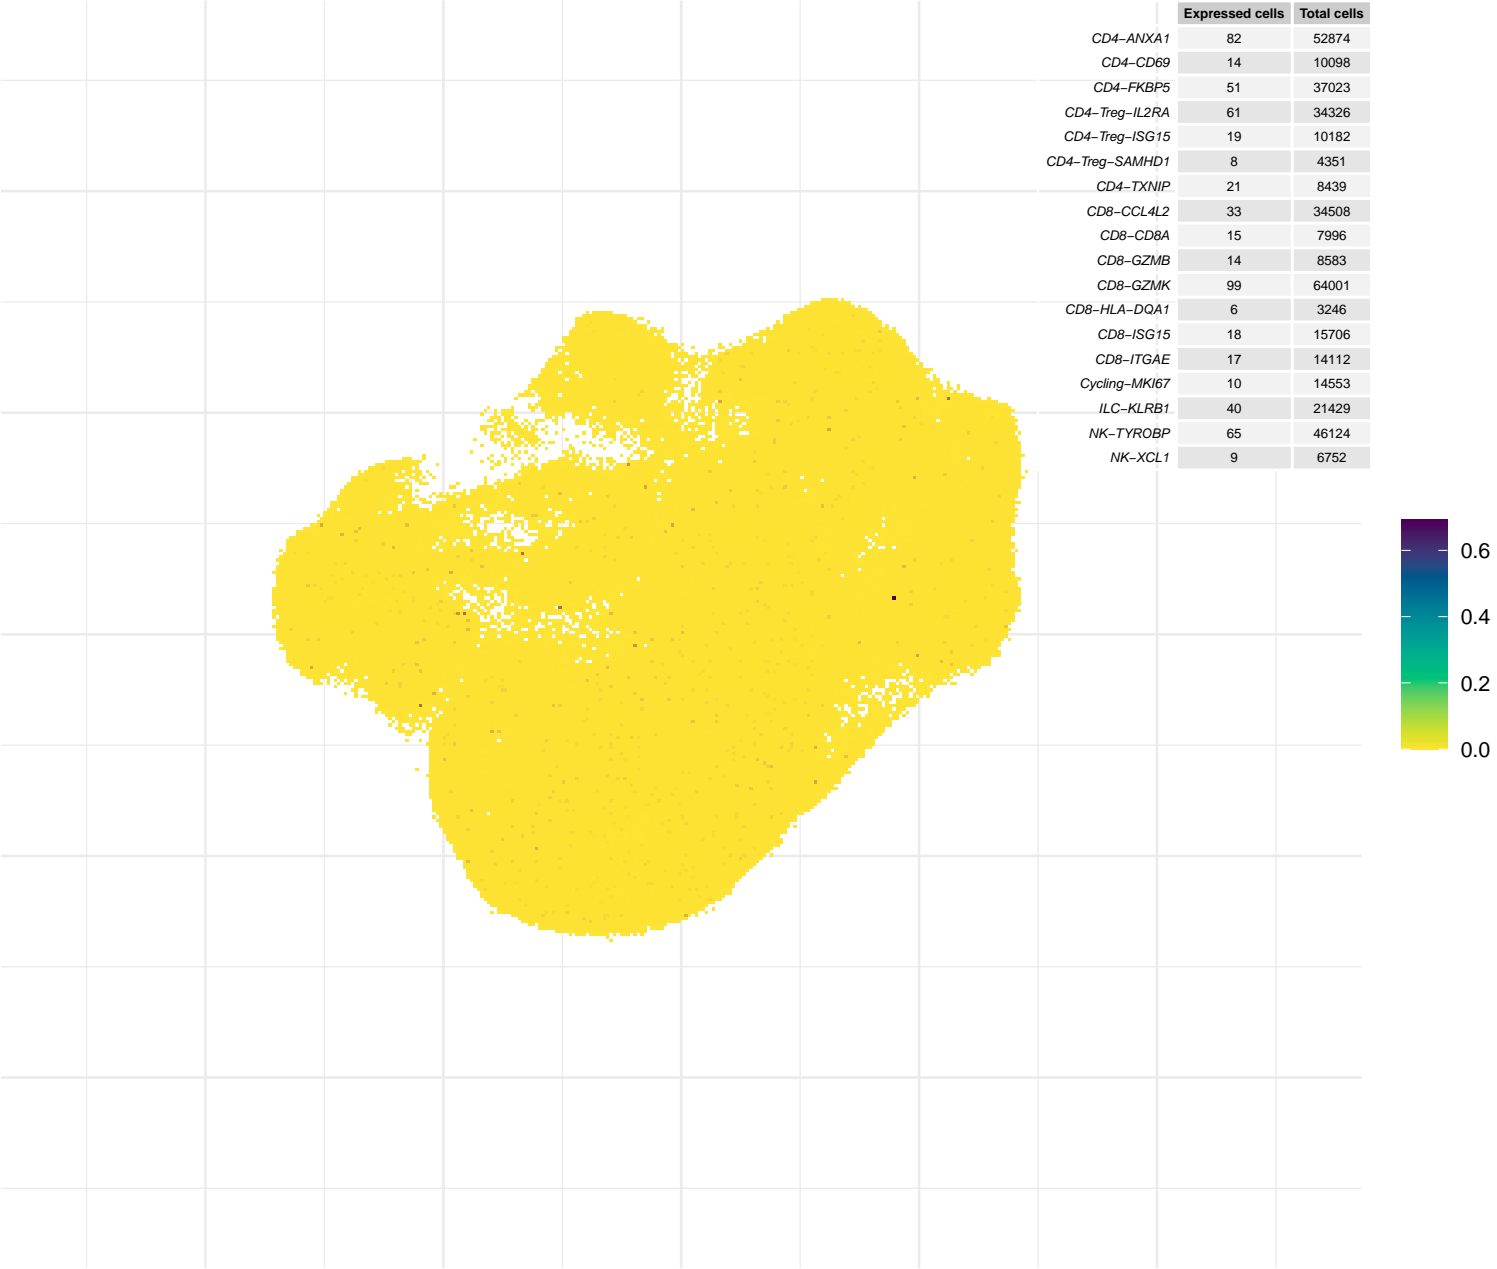 Expressed cells Total cells
CD4−ANXA1 82 52874
CD4−CD69 14 10098
CD4−FKBP5 51 37023
CD4−Treg−IL2RA 61 34326
CD4−Treg−ISG15 19 10182
CD4−Treg−SAMHD1 8 4351
CD4−TXNIP 21 8439
CD8−CCL4L2 33 34508
CD8−CD8A 15 7996
CD8−GZMB 14 8583
CD8−GZMK 99 64001
CD8−HLA−DQA1 6 3246
CD8−ISG15 18 15706
CD8−ITGAE 17 14112
Cycling−MKI67 10 14553
ILC−KLRB1 40 21429
NK−TYROBP 65 46124
NK−XCL1 9 6752
0.6
0.4
0.2
0.0